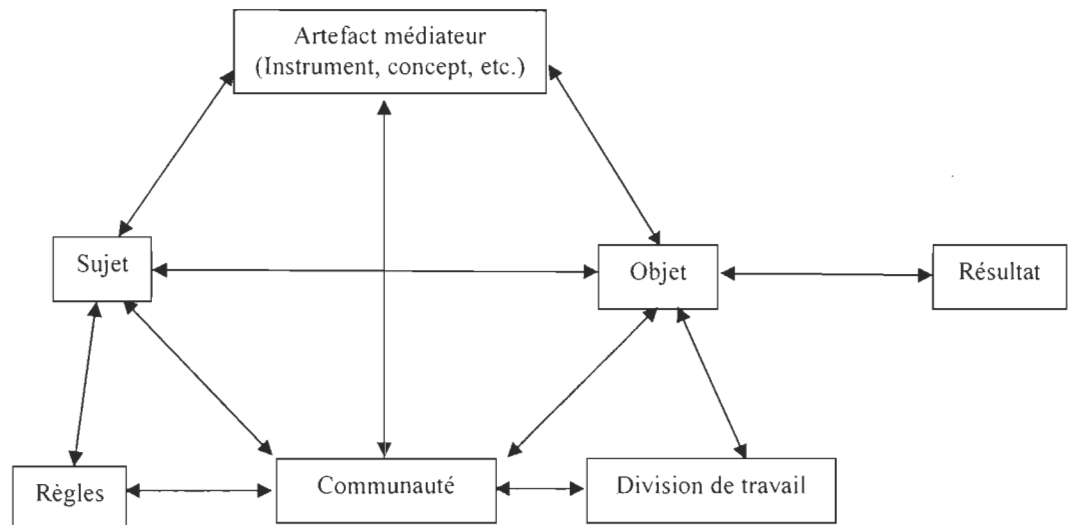 Artefact médiateur
(Instrument, concept, etc.)
Sujet
Objet
Résultat
Règles
Communauté
Division de travail